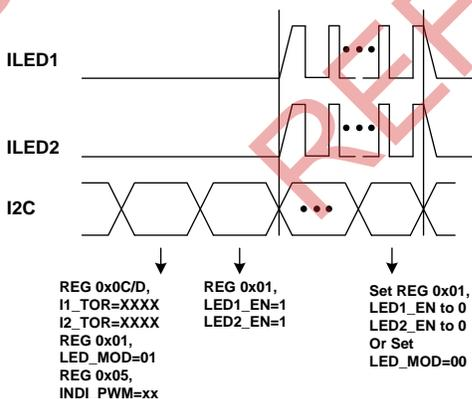 ILED1
ILED2
I2C
REG 0x0C/D,
I1_TOR=XXXX
I2_TOR=XXXX
REG 0x01,
LED_MOD=01
REG 0x05,
INDI_PWM=xx
REG 0x01,
LED1_EN=1
LED2_EN=1
Set REG 0x01,
LED1_EN to 0
LED2_EN to 0
Or Set
LED_MOD=00
REF